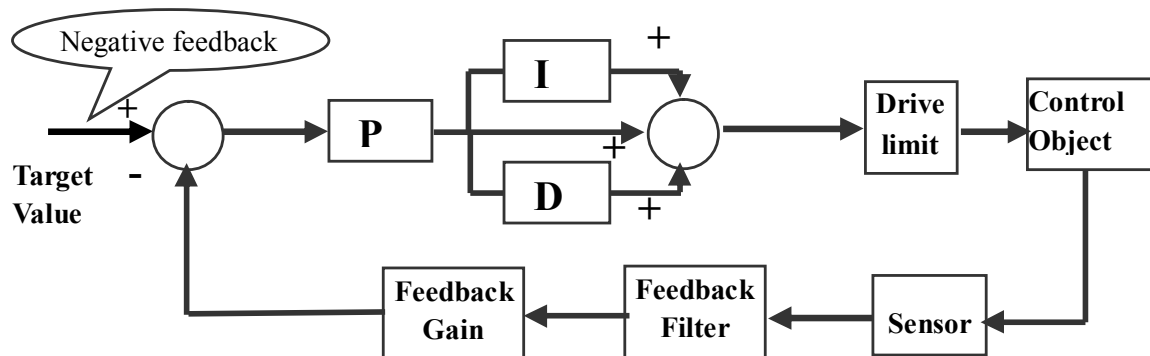 Negative feedback
+
-
Target
Value
P
I
D
+
+
+
Drive
limit
Control
Object
Sensor
Feedback
Filter
Feedback
Gain